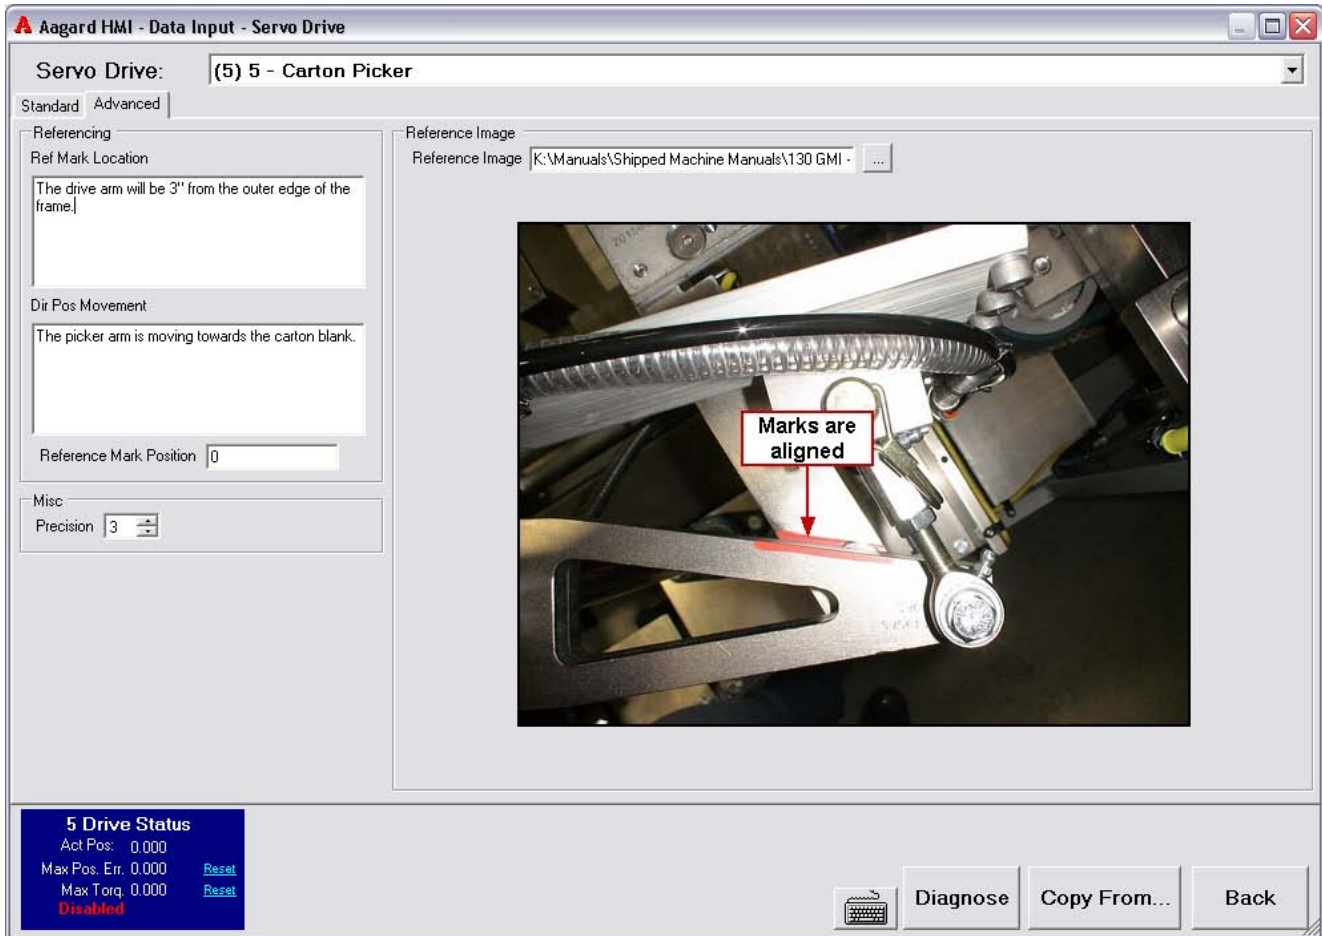 Aagard HMI - Data Input - Servo Drive
Servo Drive: (5) 5 - Carton Picker
Standard Advanced
Referencing
Ref Mark Location
The drive arm will be 3" from the outer edge of the
frame.
Dir Pos Movement
The picker arm is moving towards the carton blank.
Reference Mark Position 0
Misc
Precision 3
Reference Image
Reference Image K:\Manuals\Shipped Machine Manuals\130 GMI - ...
Marks are
aligned
5 Drive Status
Act Pos: 0.000
Max Pos. Err. 0.000 Reset
Max Torq. 0.000 Reset
Disabled
Diagnose Copy From... Back